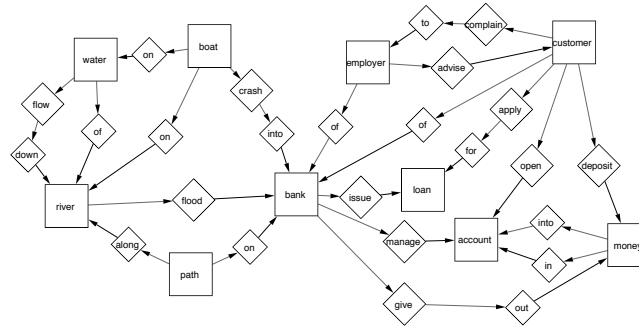 to
complain
boat
customer
water
on
employer
advise
crash
flow
apply
of
into
of
of
on
down
for
open
deposit
bank
issue
loan
river
flood
into
account
manage
money
along
on
in
path
give
out